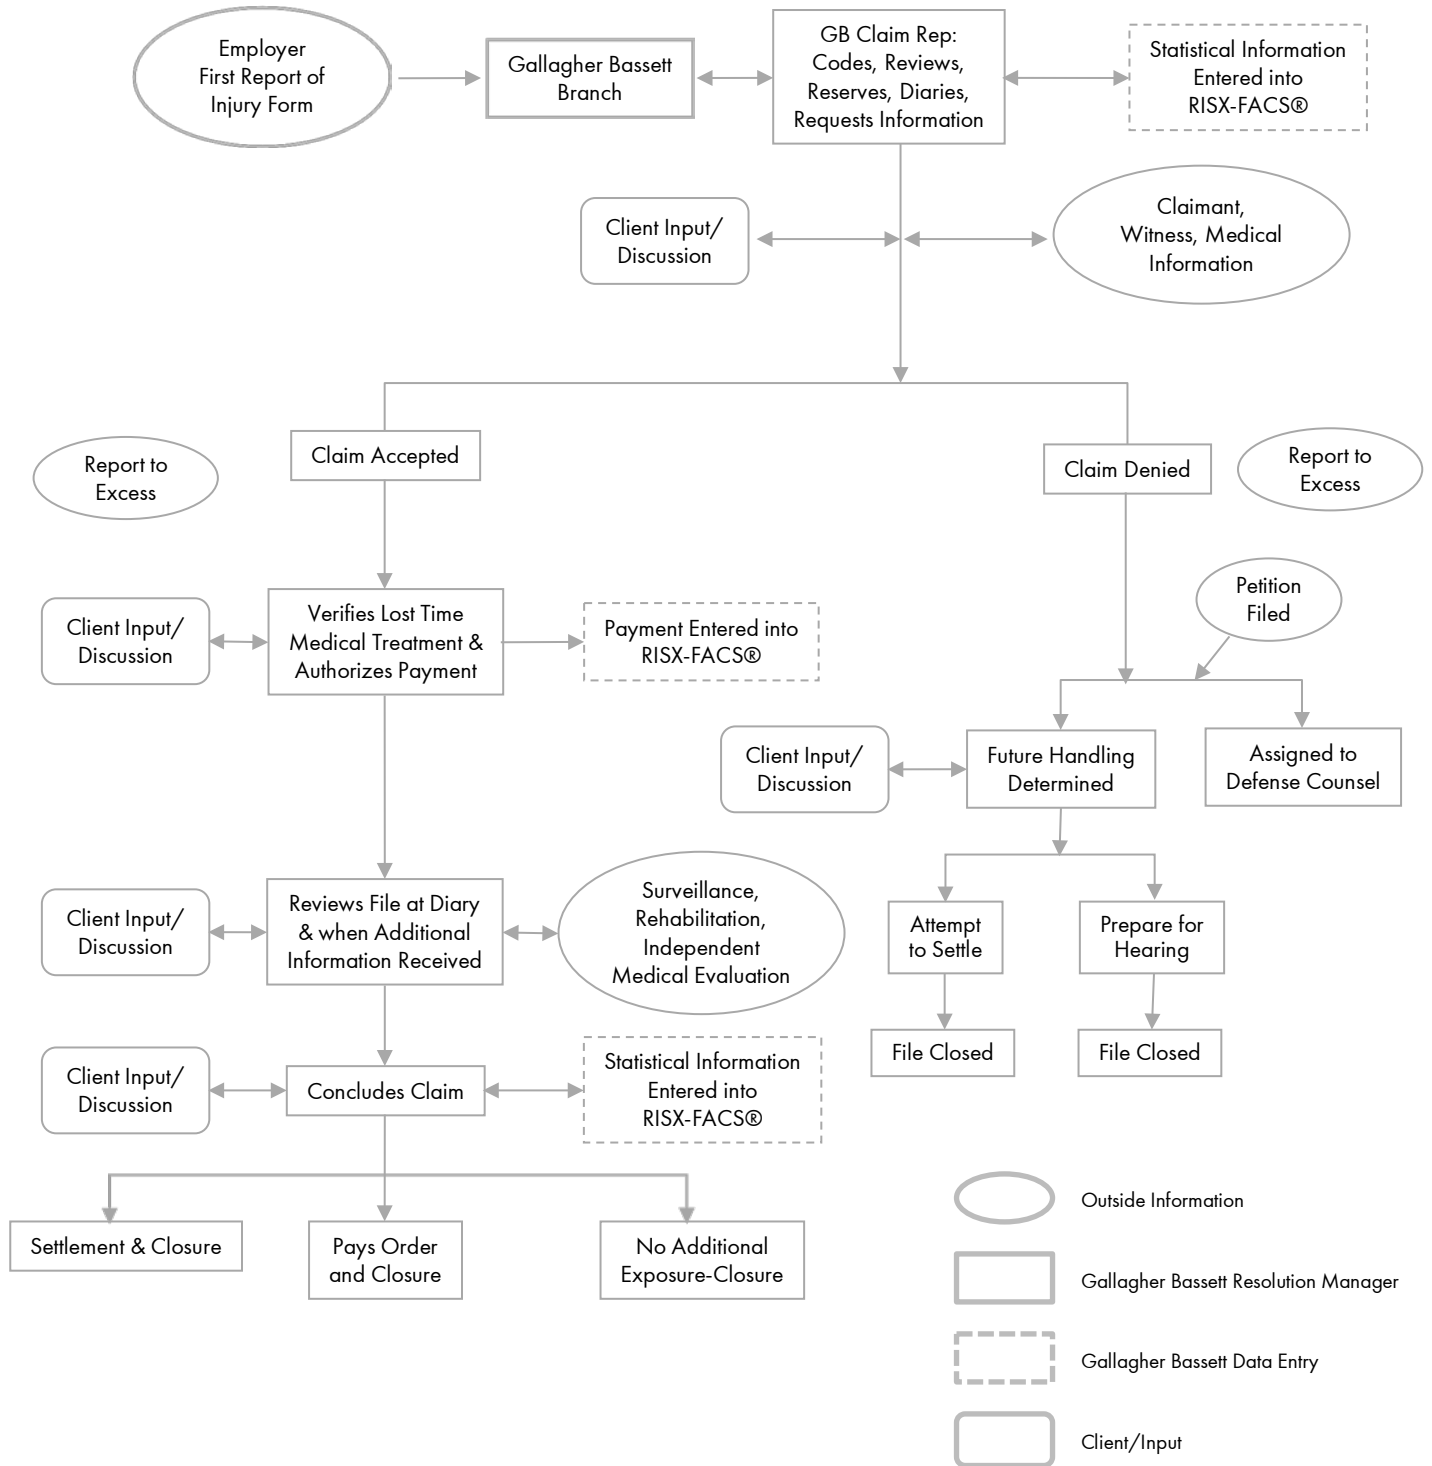 Employer
First Report of
Injury Form
Gallagher Bassett
Branch
GB Claim Rep:
Codes, Reviews,
Reserves, Diaries,
Requests Information
Statistical Information
Entered into
RISX-FACS®
Client Input/
Discussion
Claimant,
Witness, Medical
Information
Report to
Excess
Claim Accepted
Claim Denied
Report to
Excess
Petition
Filed
Client Input/
Discussion
Verifies Lost Time
Medical Treatment &
Authorizes Payment
Payment Entered into
RISX-FACS®
Client Input/
Discussion
Future Handling
Determined
Assigned to
Defense Counsel
Client Input/
Discussion
Reviews File at Diary
& when Additional
Information Received
Surveillance,
Rehabilitation,
Independent
Medical Evaluation
Attempt
to Settle
Prepare for
Hearing
File Closed
File Closed
Client Input/
Discussion
Concludes Claim
Statistical Information
Entered into
RISX-FACS®
Settlement & Closure
Pays Order
and Closure
No Additional
Exposure-Closure
Outside Information
Gallagher Bassett Resolution Manager
Gallagher Bassett Data Entry
Client/Input